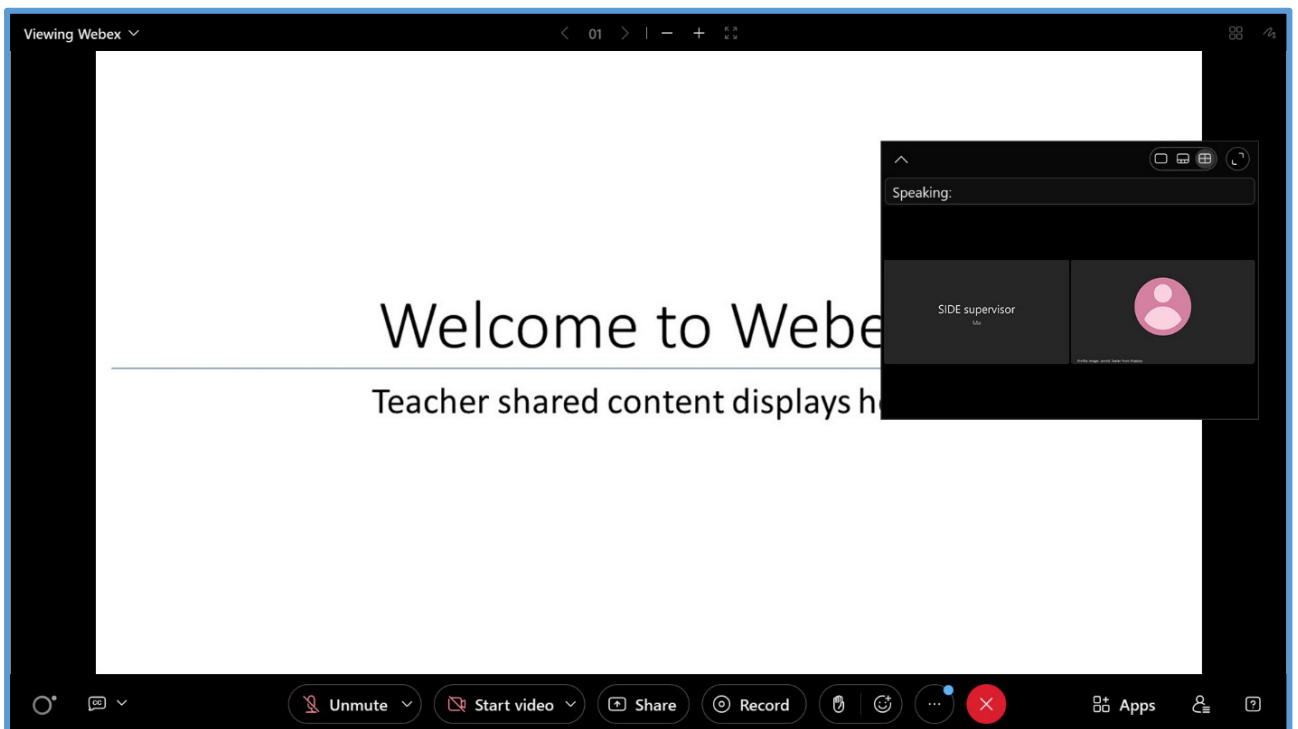 Viewing Webex
01
Speaking:
SIDE supervisor
Me
Welcome to Webe
Teacher shared content displays h
CC
Unmute
Start video
Share
Record
Apps